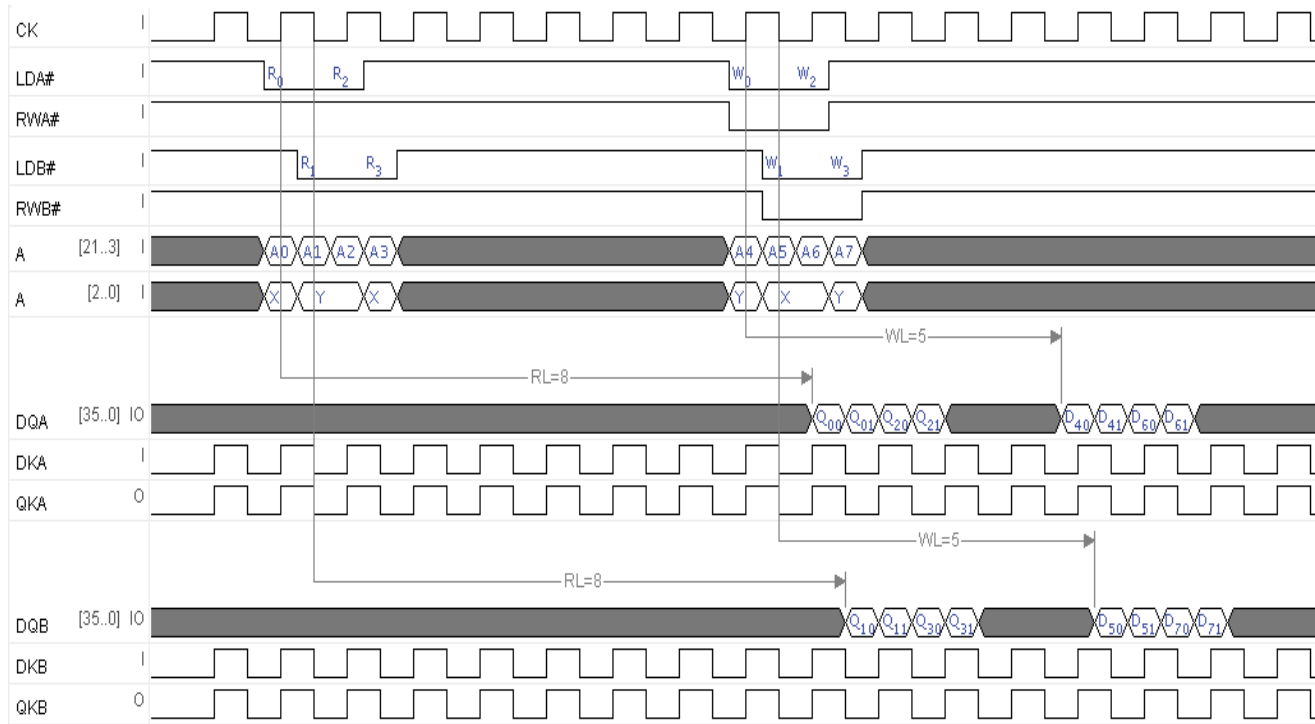 CK I
LDA# I R0 R2 W0 W2
RWA# I
LDB# I R1 R3 W1 W3
RWB# I
A [21..3] I A0 A1 A2 A3 A4 A5 A6 A7
A [2..0] I X Y X Y X Y
WL=5
RL=8
DQA [35..0] IO Q00 Q01 Q20 Q21 D40 D41 D60 D61
DKA I
QKA O
WL=5
RL=8
DQB [35..0] IO Q10 Q11 Q30 Q31 D50 D51 D70 D71
DKB I
QKB O